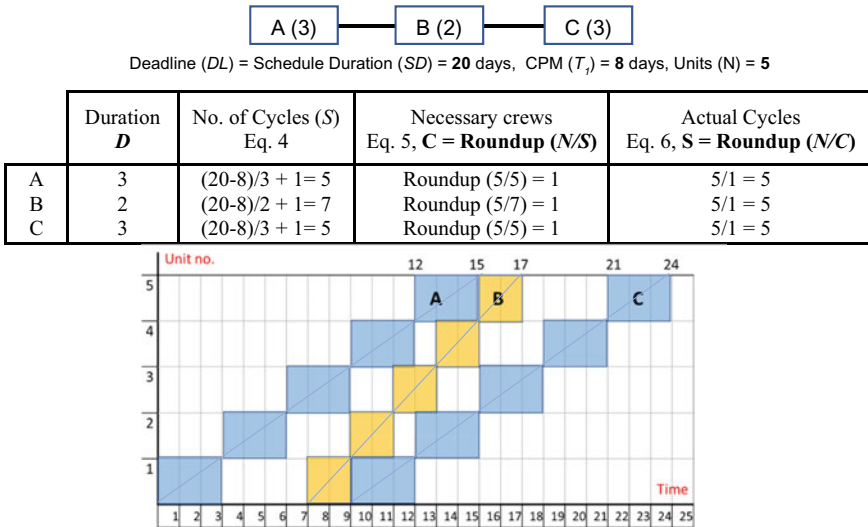 A (3) B (2) C (3)
Deadline (DL) = Schedule Duration (SD) = 20 days, CPM (T₁) = 8 days, Units (N) = 5
Duration No. of Cycles (S) Necessary crews Actual Cycles
D Eq. 4 Eq. 5, C = Roundup (N/S) Eq. 6, S = Roundup (N/C)
A 3 (20-8)/3 + 1= 5 Roundup (5/5) = 1 5/1 = 5
B 2 (20-8)/2 + 1= 7 Roundup (5/7) = 1 5/1 = 5
C 3 (20-8)/3 + 1= 5 Roundup (5/5) = 1 5/1 = 5
Unit no. 12 15 17 21 24
5 A B C
4
3
2
1
Time
1 2 3 4 5 6 7 8 9 10 11 12 13 14 15 16 17 18 19 20 21 22 23 24 25